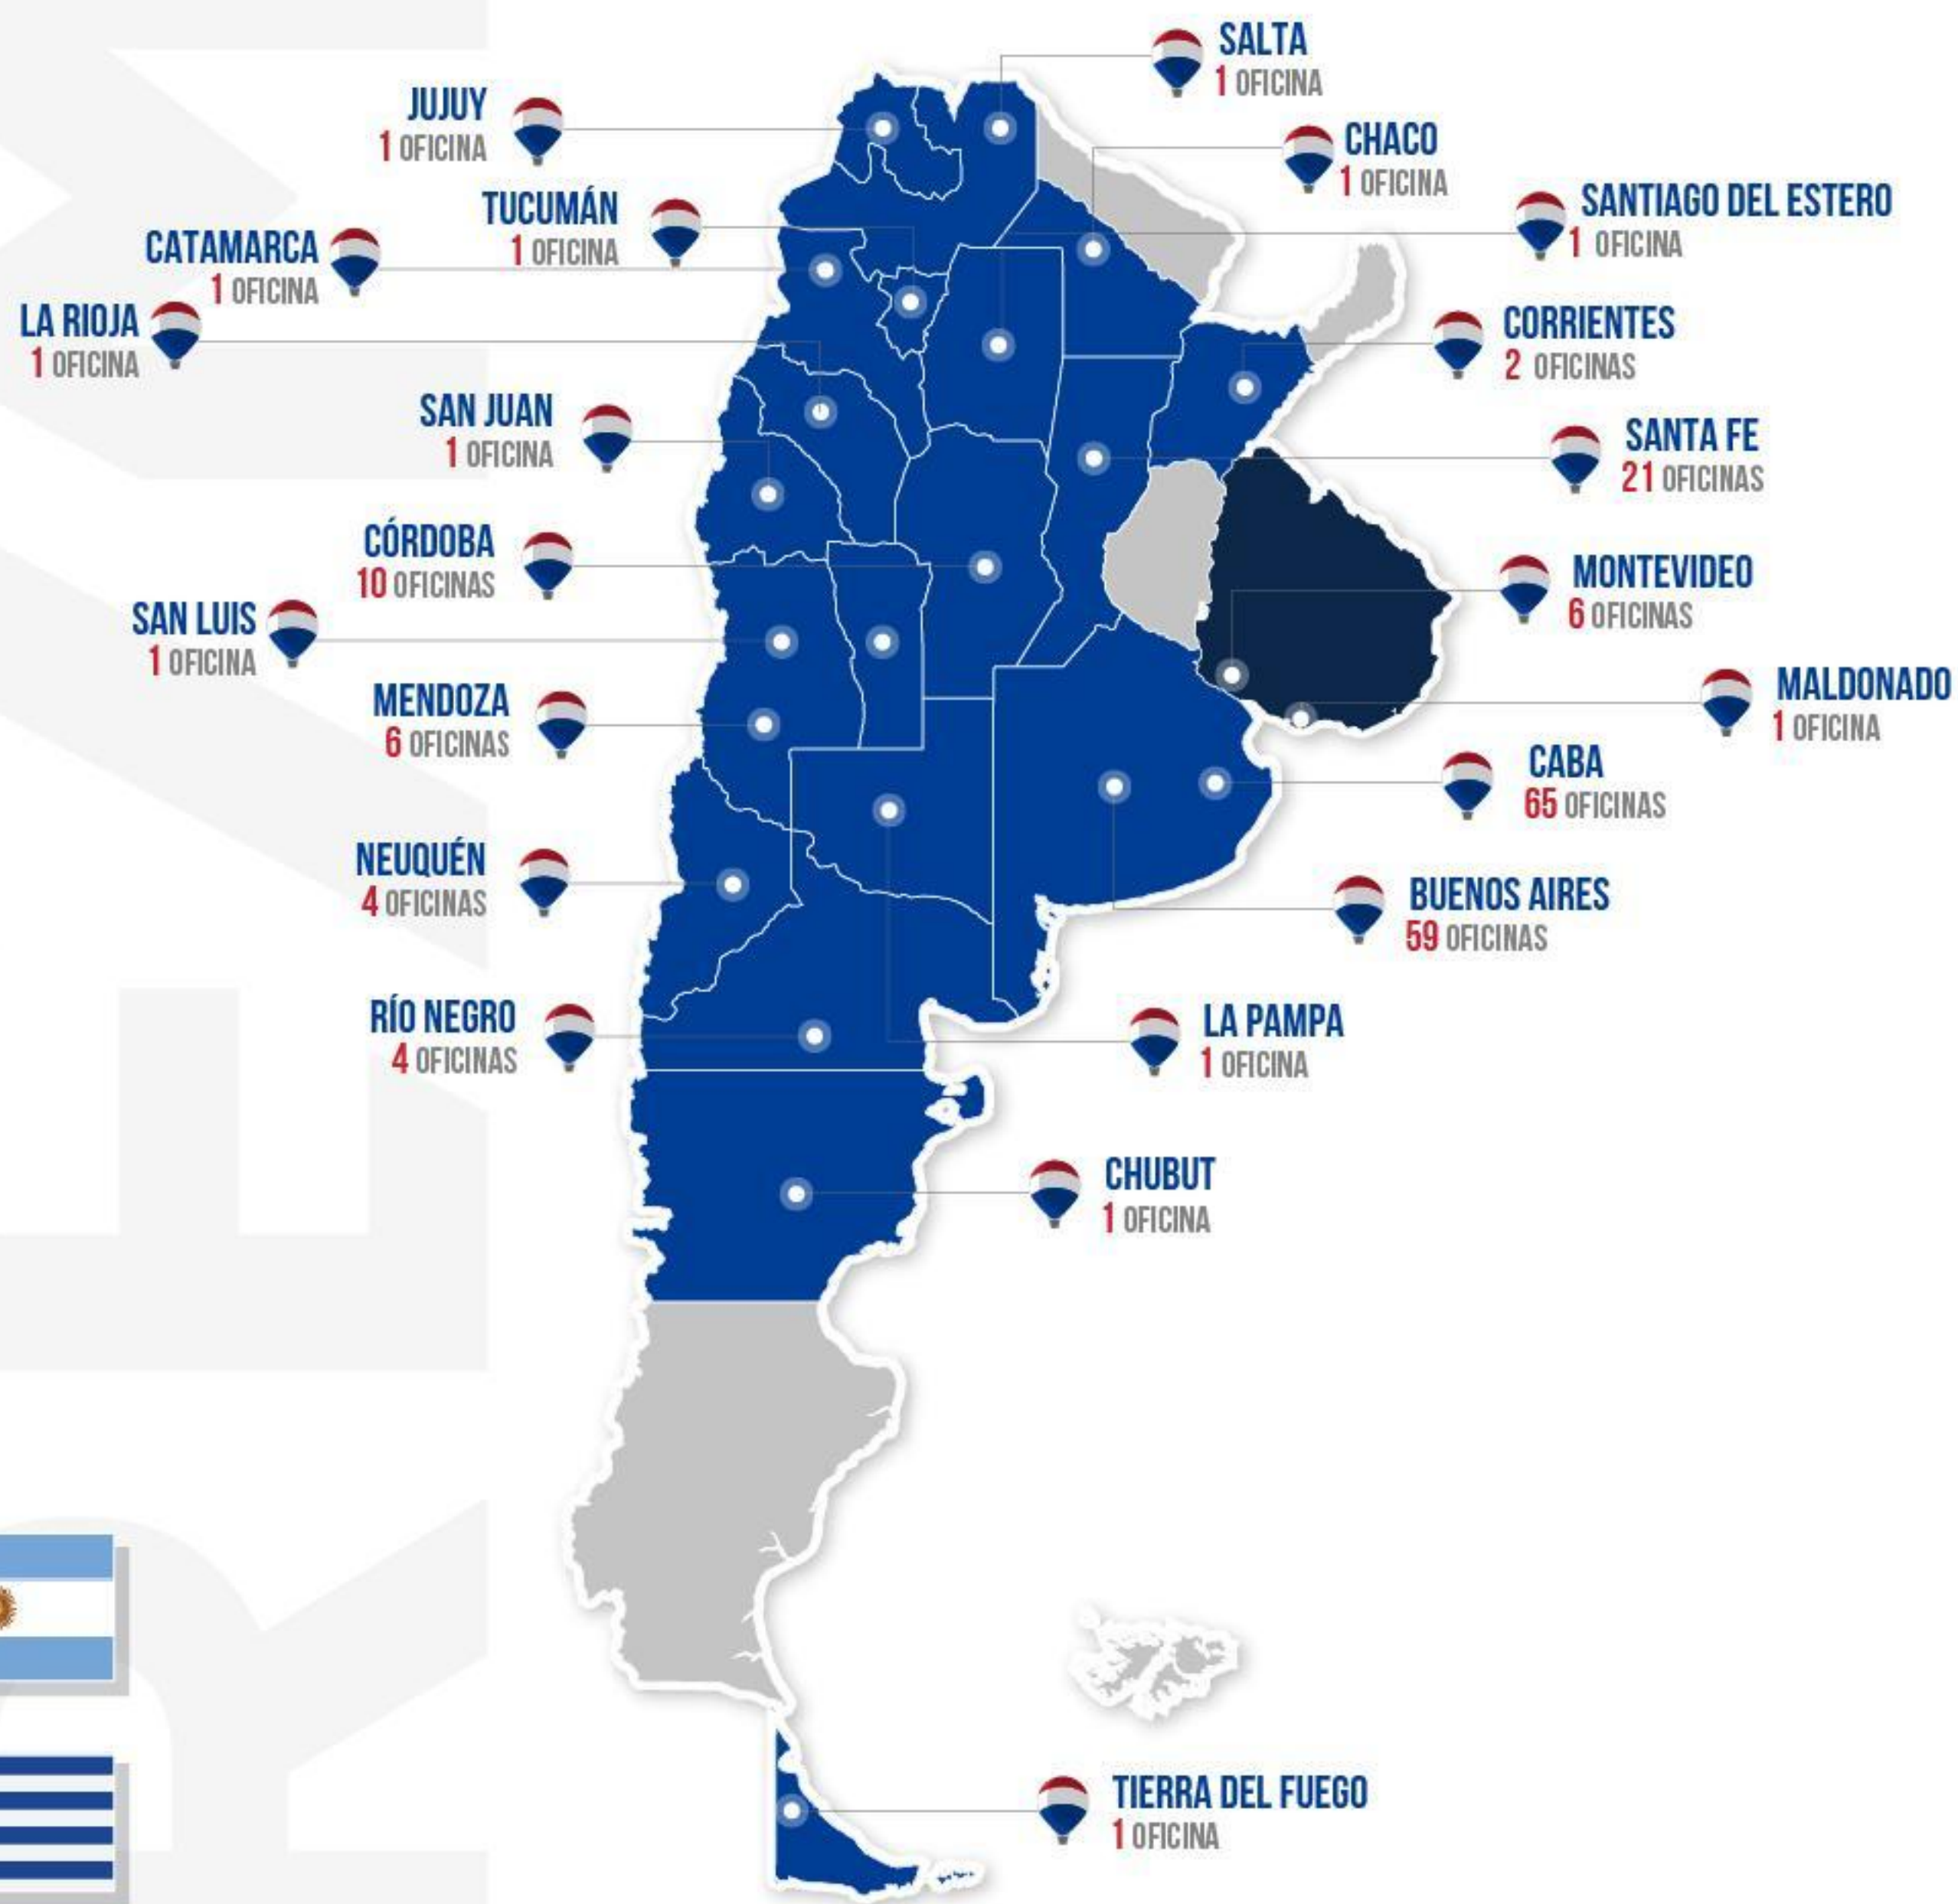 SALTA
1 OFICINA
JUJUY
1 OFICINA
CHACO
1 OFICINA
TUCUMÁN
1 OFICINA
SANTIAGO DEL ESTERO
1 OFICINA
CATAMARCA
1 OFICINA
LA RIOJA
1 OFICINA
CORRIENTES
2 OFICINAS
SAN JUAN
1 OFICINA
SANTA FE
21 OFICINAS
CÓRDOBA
10 OFICINAS
MONTEVIDEO
6 OFICINAS
SAN LUIS
1 OFICINA
MALDONADO
1 OFICINA
MENDOZA
6 OFICINAS
CABA
65 OFICINAS
NEUQUÉN
4 OFICINAS
BUENOS AIRES
59 OFICINAS
RÍO NEGRO
4 OFICINAS
LA PAMPA
1 OFICINA
CHUBUT
1 OFICINA
TIERRA DEL FUEGO
1 OFICINA